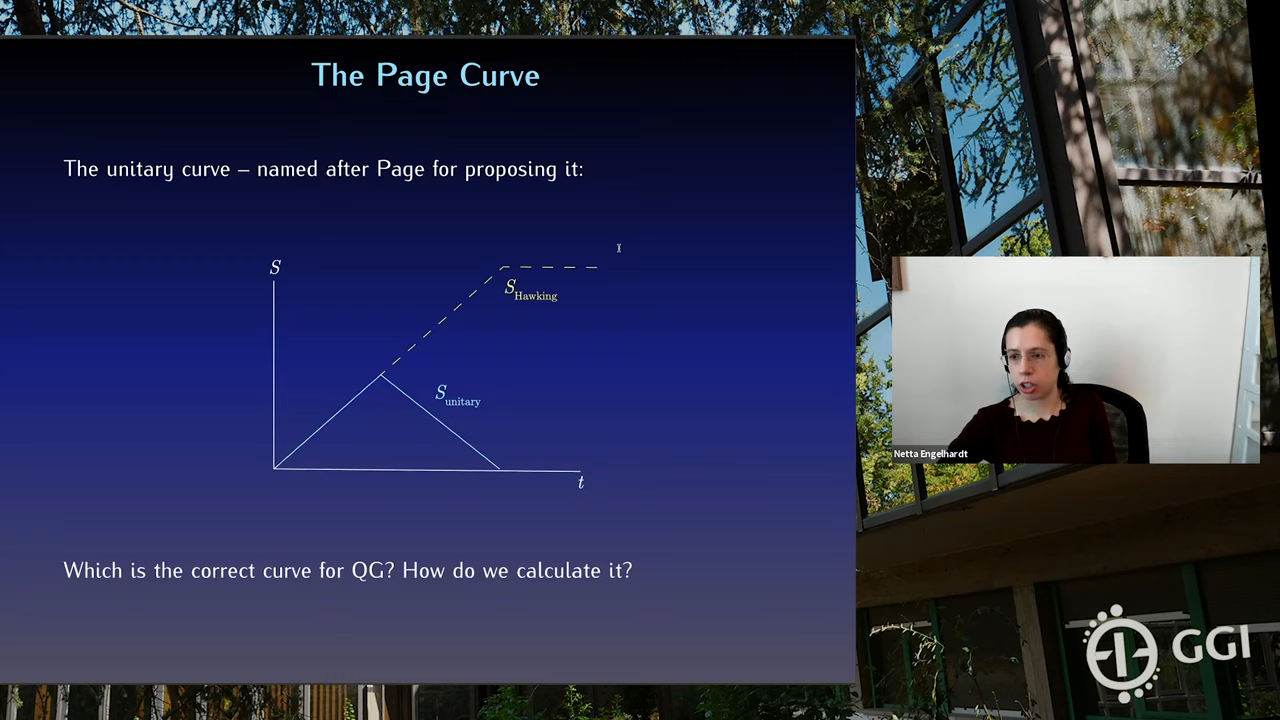 The Page Curve
The unitary curve – named after Page for proposing it:
S
S_Hawking
S_unitary
t
Which is the correct curve for QG? How do we calculate it?
Netta Engelhardt
GGI